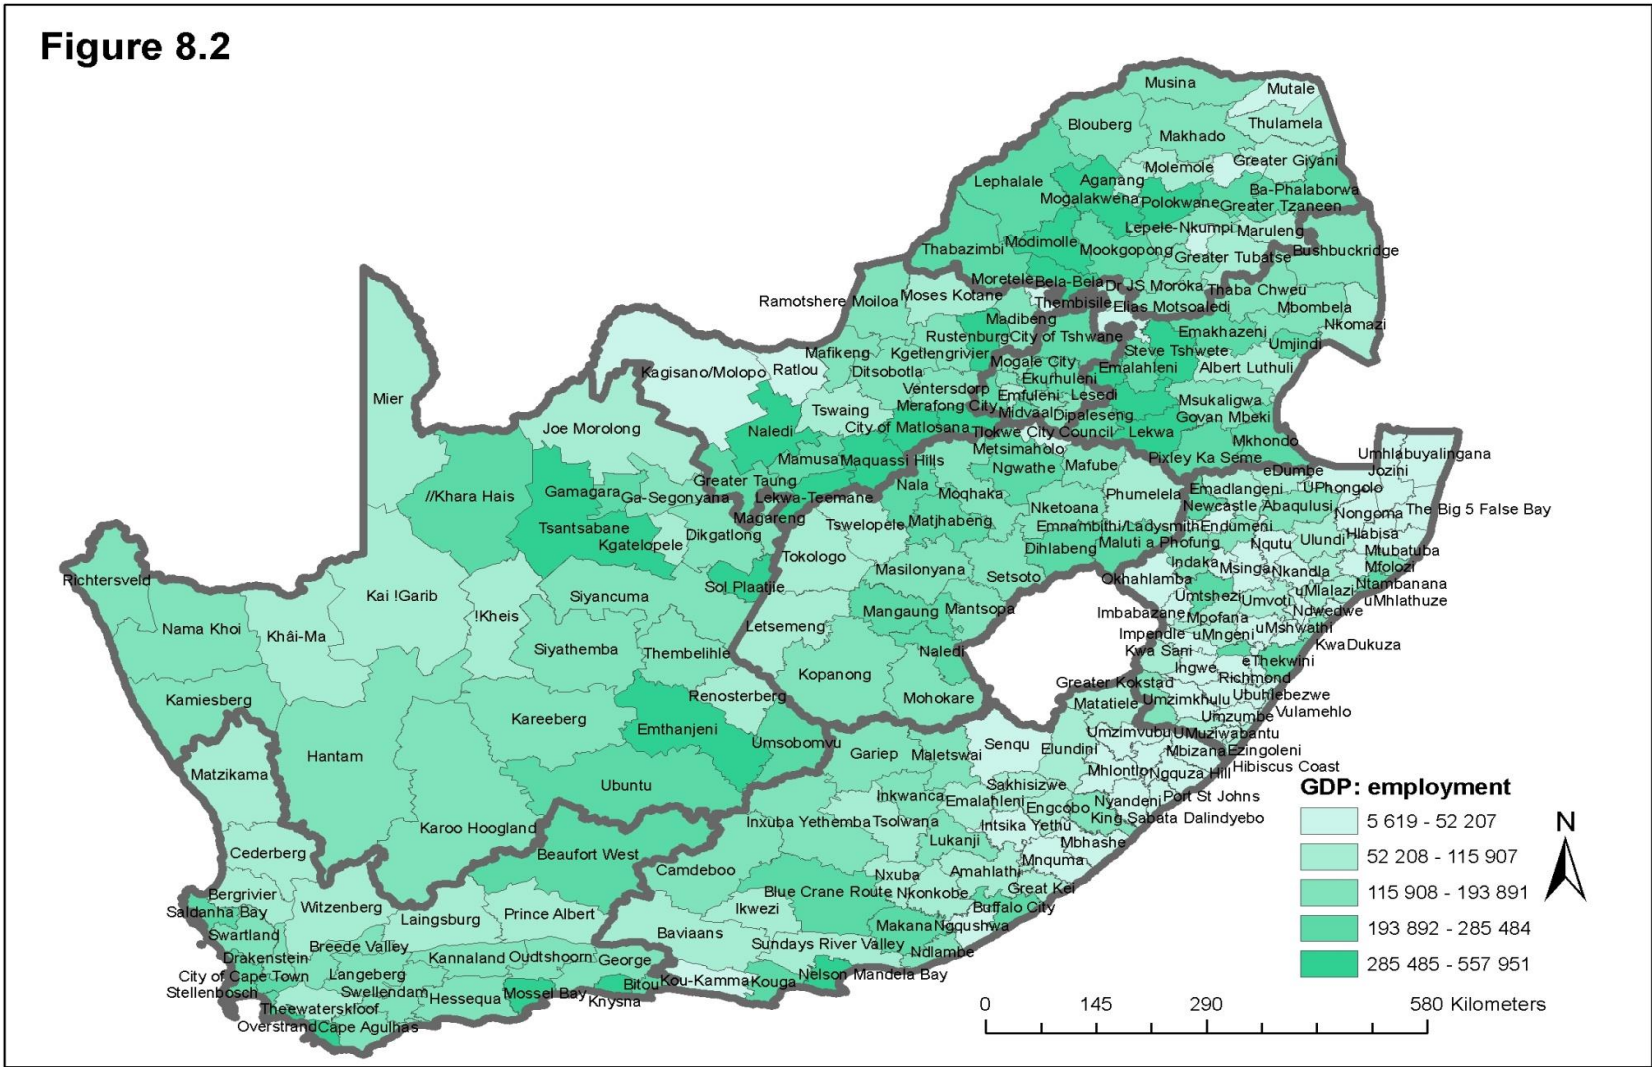 Figure 8.2
Musina
Mutale
Blouberg
Thulamela
Makhado
Molemole
Greater Giyani
Lephalale
Aganang
Ba-Phalaborwa
Mogalakwena
Polokwane
Greater Tzaneen
Lepele-Nkumpi
Maruleng
Thabazimbi
Modimolle
Mookgopong
Bushbuckridge
Greater Tubatse
Moretele
Bela-Bela
Dr JS Moroka
Thaba Chweu
Ramotshere Moiloa
Moses Kotane
Thembisile
Elias Motsoaledi
Mbombela
Madibeng
Nkomazi
Rustenburg
City of Tshwane
Emakhazeni
Umjindi
Mafikeng
Kgetlengrivier
Steve Tshwete
Mogale City
Emalahleni
Albert Luthuli
Kagisano/Molopo
Ratlou
Ditsobotla
Ekurhuleni
Ventersdorp
Emfuleni
Lesedi
Mier
Merafong City
Midvaal
Dipaleseng
Msukaligwa
Tswaing
Govan Mbeki
Joe Morolong
Naledi
City of Matlosana
Tlokwe City Council
Lekwa
Mkhondo
Metsimaholo
Mamusa
Maquassi Hills
Ngwathe
Mafube
Pixley Ka Seme
Umhlabuyalingana
eDumbe
Jozini
Greater Taung
Nala
Emadlangeni
UPhongolo
//Khara Hais
Gamagara
Ga-Segonyana
Lekwa-Teemane
Moqhaka
Phumelela
Newcastle
Abaqulusi
Nketoana
Nongoma
The Big 5 False Bay
Magareng
Tswelopele
Matjhabeng
Emnambithi/Ladysmith
Endumeni
Tsantsabane
Dikgatlong
Hlabisa
Kgatelopele
Dihlabeng
Maluti a Phofung
Nqutu
Ulundi
Mtubatuba
Tokologo
Indaka
Msinga
Nkandla
Mfolozi
Masilonyana
Setsoto
Okhahlamba
Richtersveld
Sol Plaatjie
Ntambanana
Kai !Garib
Siyancuma
Umtshezi
Umvoti
uMlalazi
uMhlathuze
!Kheis
Mangaung
Mantsopa
Imbabazane
Mpofana
Ndwedwe
Nama Khoi
Khâi-Ma
Letsemeng
Impendle
uMngeni
uMshwathi
Siyathemba
Thembelihle
Naledi
Kwa Sani
KwaDukuza
Ingwe
eThekwini
Kopanong
Richmond
Greater Kokstad
Kamiesberg
Renosterberg
Mohokare
Matatiele
Umzimkhulu
Ubuhlebezwe
Kareeberg
Umzumbe
Vulamehlo
Emthanjeni
Umzimvubu
UMuziwabantu
Hantam
Umsobomvu
Gariep
Maletswai
Senqu
Elundini
Mbizana
Ezingoleni
Matzikama
Mhlontlo
Ngquza Hill
Hibiscus Coast
Ubuntu
Sakhisizwe
Inkwanca
Emalahleni
Engcobo
Nyandeni
Port St Johns
Karoo Hoogland
Inxuba Yethemba
Tsolwana
King Sabata Dalindyebo
Intsika Yethu
Cederberg
Beaufort West
Lukanji
Mbhashe
Camdeboo
Mnquma
Bergrivier
Nxuba
Amahlathi
Blue Crane Route
Nkonkobe
Great Kei
Saldanha Bay
Witzenberg
Laingsburg
Prince Albert
Ikwezi
Buffalo City
Swartland
Baviaans
Makana
Ngqushwa
Breede Valley
Sundays River Valley
Drakenstein
Kannaland
Oudtshoorn
George
Ndlambe
City of Cape Town
Langeberg
Kou-Kamma
Kouga
Nelson Mandela Bay
Stellenbosch
Swellendam
Hessequa
Mossel Bay
Bitou
Knysna
Theewaterskloof
Overstrand
Cape Agulhas
GDP: employment
5 619 - 52 207
52 208 - 115 907
115 908 - 193 891
193 892 - 285 484
285 485 - 557 951
N
0 145 290 580 Kilometers